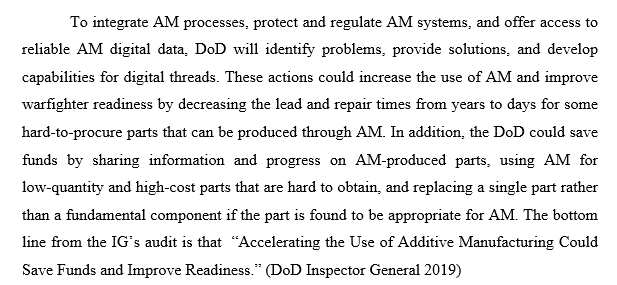 To integrate AM processes, protect and regulate AM systems, and offer access to
reliable AM digital data, DoD will identify problems, provide solutions, and develop
capabilities for digital threads. These actions could increase the use of AM and improve
warfighter readiness by decreasing the lead and repair times from years to days for some
hard-to-procure parts that can be produced through AM. In addition, the DoD could save
funds by sharing information and progress on AM-produced parts, using AM for
low-quantity and high-cost parts that are hard to obtain, and replacing a single part rather
than a fundamental component if the part is found to be appropriate for AM. The bottom
line from the IG’s audit is that “Accelerating the Use of Additive Manufacturing Could
Save Funds and Improve Readiness.” (DoD Inspector General 2019)